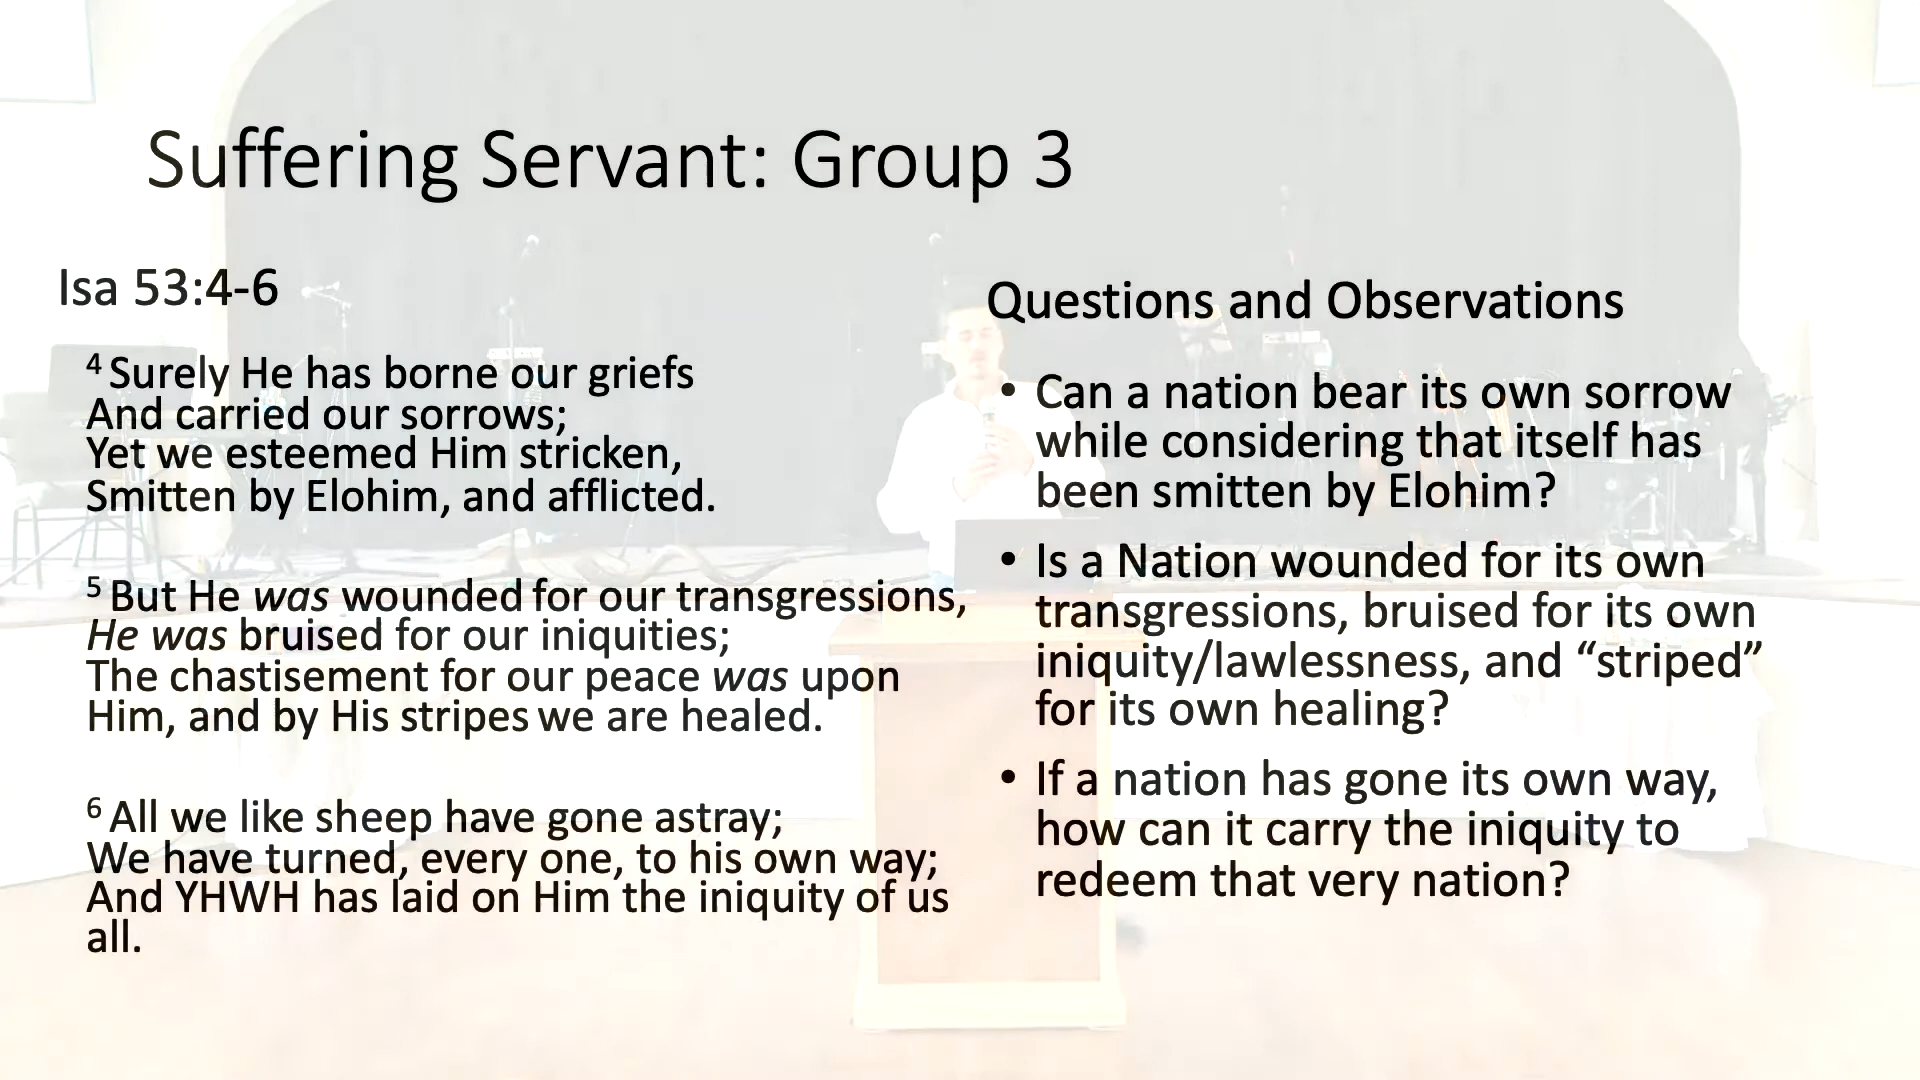 Suffering Servant: Group 3
Isa 53:4-6
4 Surely He has borne our griefs
And carried our sorrows;
Yet we esteemed Him stricken,
Smitten by Elohim, and afflicted.
5 But He was wounded for our transgressions,
He was bruised for our iniquities;
The chastisement for our peace was upon
Him, and by His stripes we are healed.
6 All we like sheep have gone astray;
We have turned, every one, to his own way;
And YHWH has laid on Him the iniquity of us
all.
Questions and Observations
• Can a nation bear its own sorrow
while considering that itself has
been smitten by Elohim?
• Is a Nation wounded for its own
transgressions, bruised for its own
iniquity/lawlessness, and “striped”
for its own healing?
• If a nation has gone its own way,
how can it carry the iniquity to
redeem that very nation?